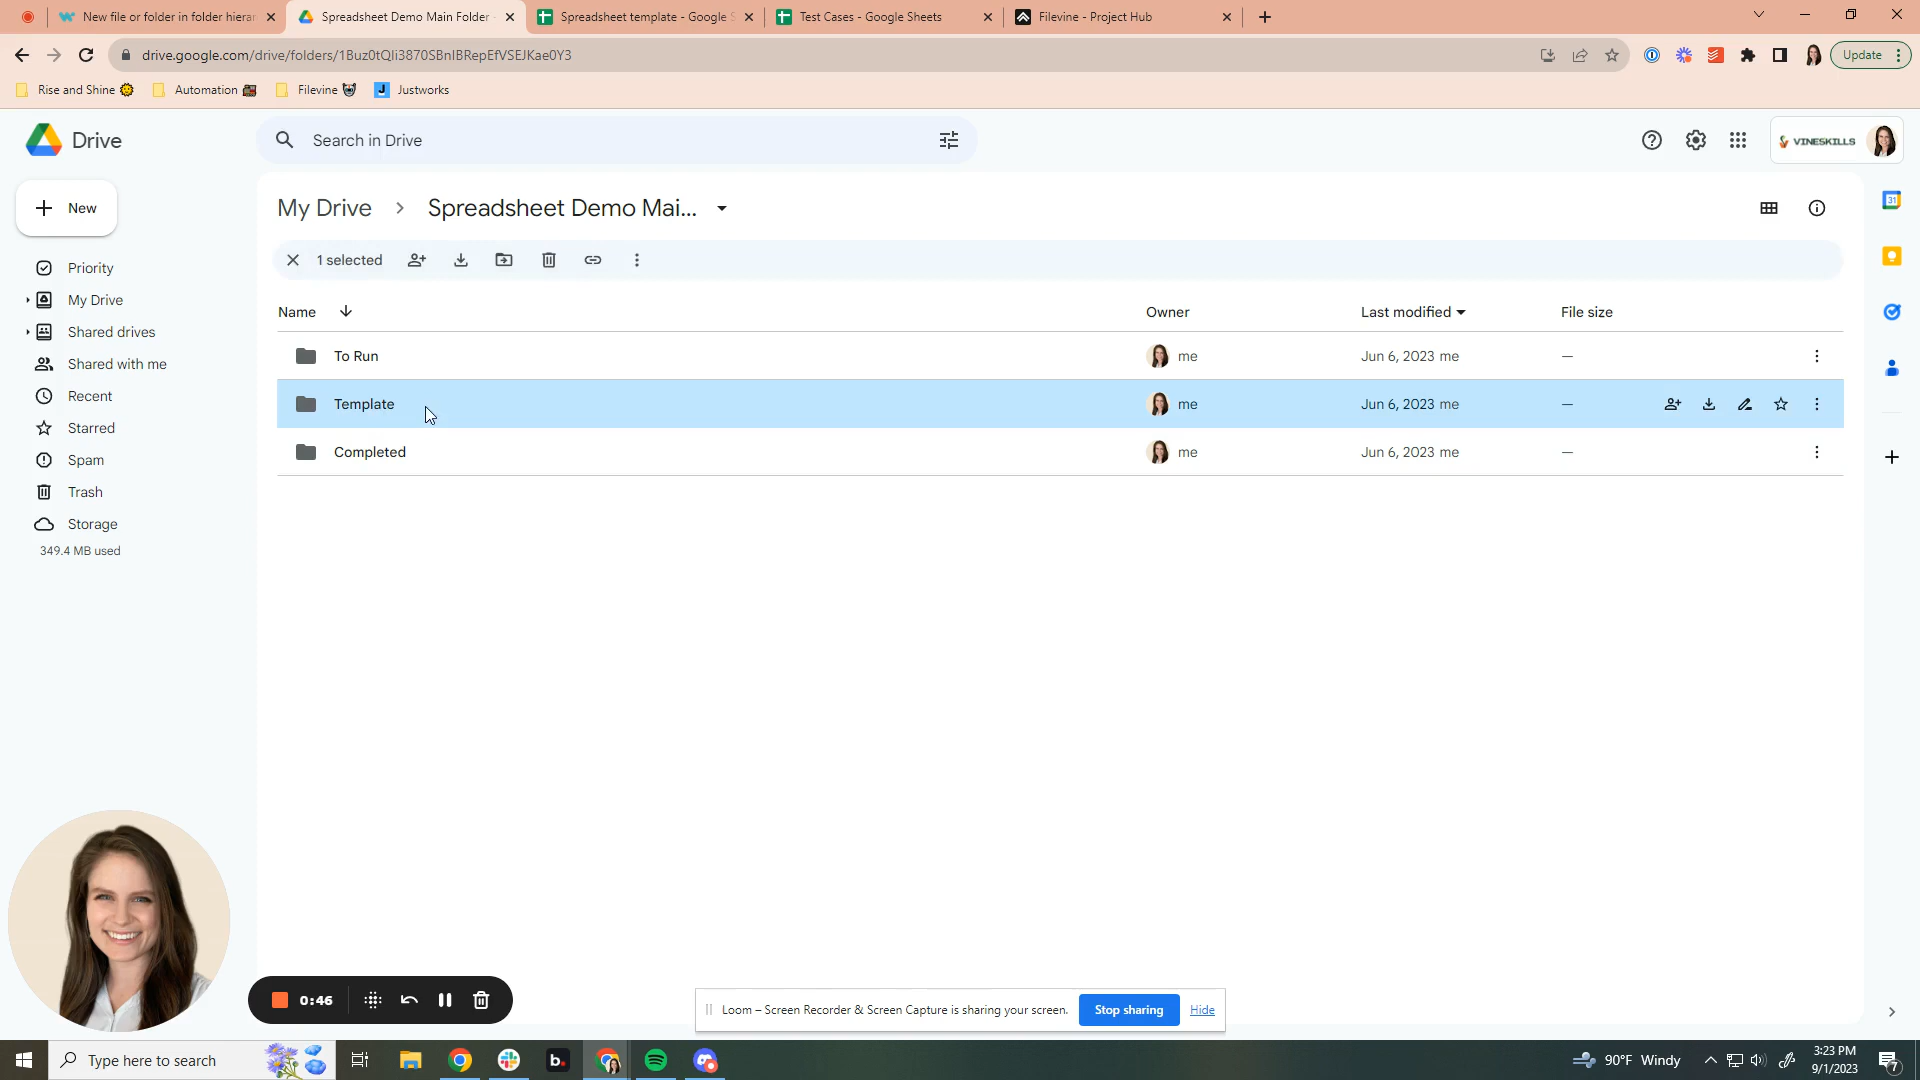 New file or folder in folder hierar
Spreadsheet Demo Main Folder -
Spreadsheet template - Google S
Test Cases - Google Sheets
Filevine - Project Hub
drive.google.com/drive/folders/1Buz0tQIi3870SBnIBRepEfVSEJKae0Y3
Update
Rise and Shine
Automation
Filevine
J Justworks
Drive
Search in Drive
VINESKILLS
New
My Drive
Spreadsheet Demo Mai...
31
1 selected
Priority
My Drive
Shared drives
Shared with me
Recent
Starred
Spam
Trash
Storage
349.4 MB used
Name Owner Last modified File size
To Run me Jun 6, 2023 me —
Template me Jun 6, 2023 me —
Completed me Jun 6, 2023 me —
0:46
Loom – Screen Recorder & Screen Capture is sharing your screen. Stop sharing Hide
Type here to search
b.
90°F Windy
3:23 PM
9/1/2023
7